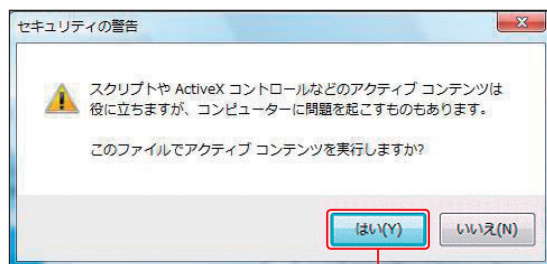 セキュリティの警告
スクリプトや ActiveX コントロールなどのアクティブ コンテンツは
役に立ちますが、コンピューターに問題を起こすものもあります。
このファイルでアクティブ コンテンツを実行しますか?
はい(Y)
いいえ(N)